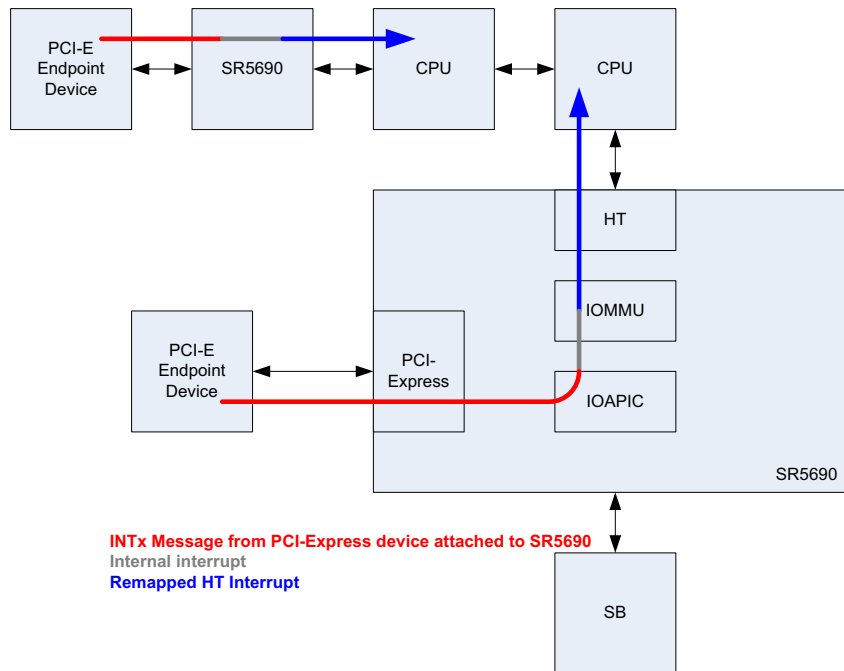 PCI-E
Endpoint
Device
SR5690
CPU
CPU
HT
IOMMU
PCI-E
Endpoint
Device
PCI-
Express
IOAPIC
SR5690
INTx Message from PCI-Express device attached to SR5690
Internal interrupt
Remapped HT Interrupt
SB